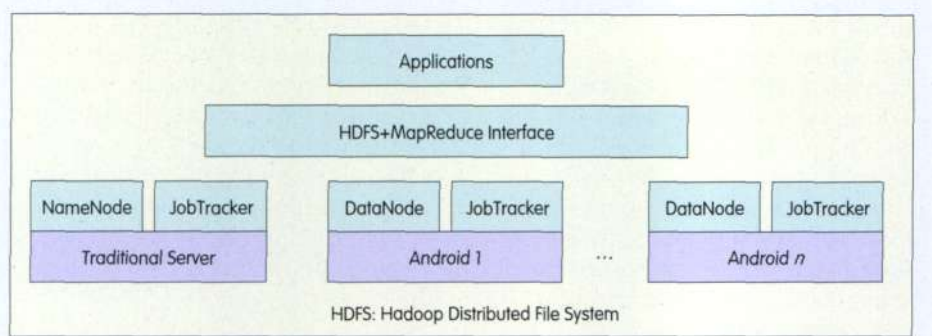 Applications
HDFS+MapReduce Interface
NameNode JobTracker DataNode JobTracker DataNode JobTracker
Traditional Server Android 1 ... Android n
HDFS: Hadoop Distributed File System